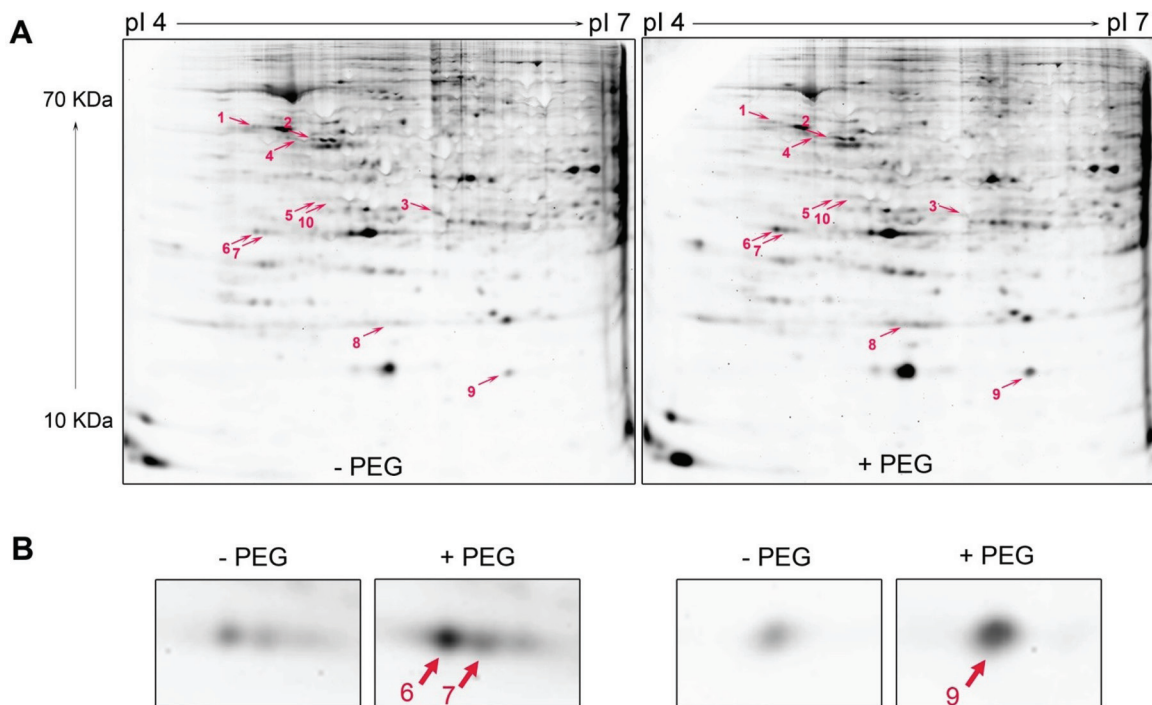 A
pI 4 pI 7 pI 4 pI 7
70 KDa
10 KDa
1 2 4 5 10 3 6 7 8 9
- PEG
1 2 4 5 10 3 6 7 8 9
+ PEG
B
- PEG + PEG - PEG + PEG
6 7 9